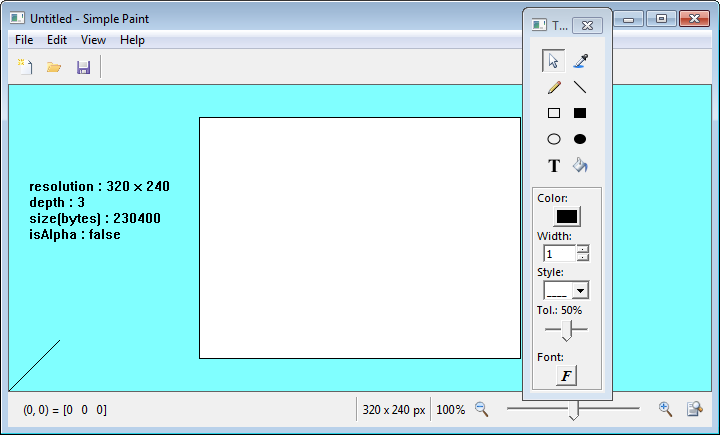 Untitled - Simple Paint
T...
File Edit View Help
resolution : 320 × 240
depth : 3
size(bytes) : 230400
isAlpha : false
T
Color:
Width:
1
Style:
____
Tol.: 50%
Font:
F
(0, 0) = [0 0 0]
320 x 240 px
100%